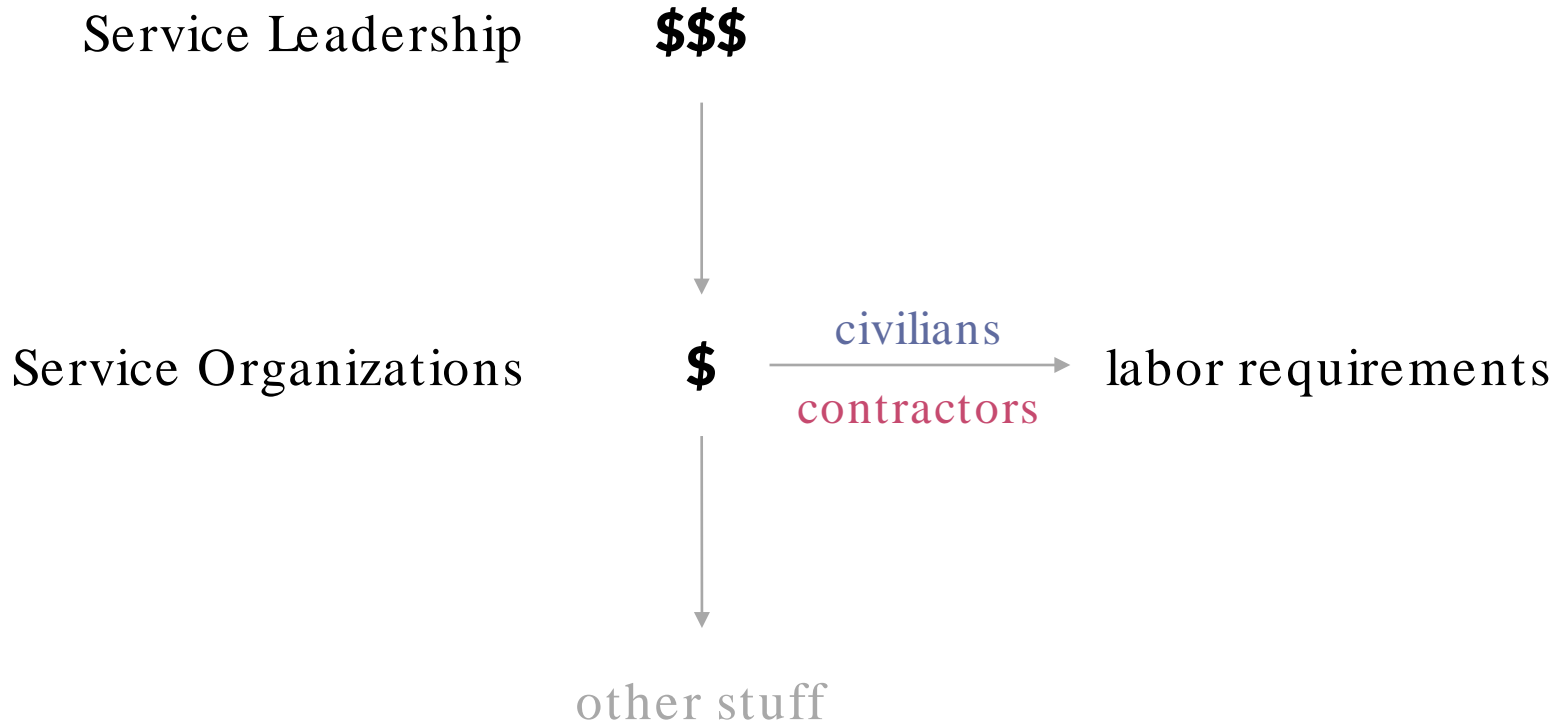 Service Leadership $$$
civilians
Service Organizations $ labor requirements
contractors
other stuff